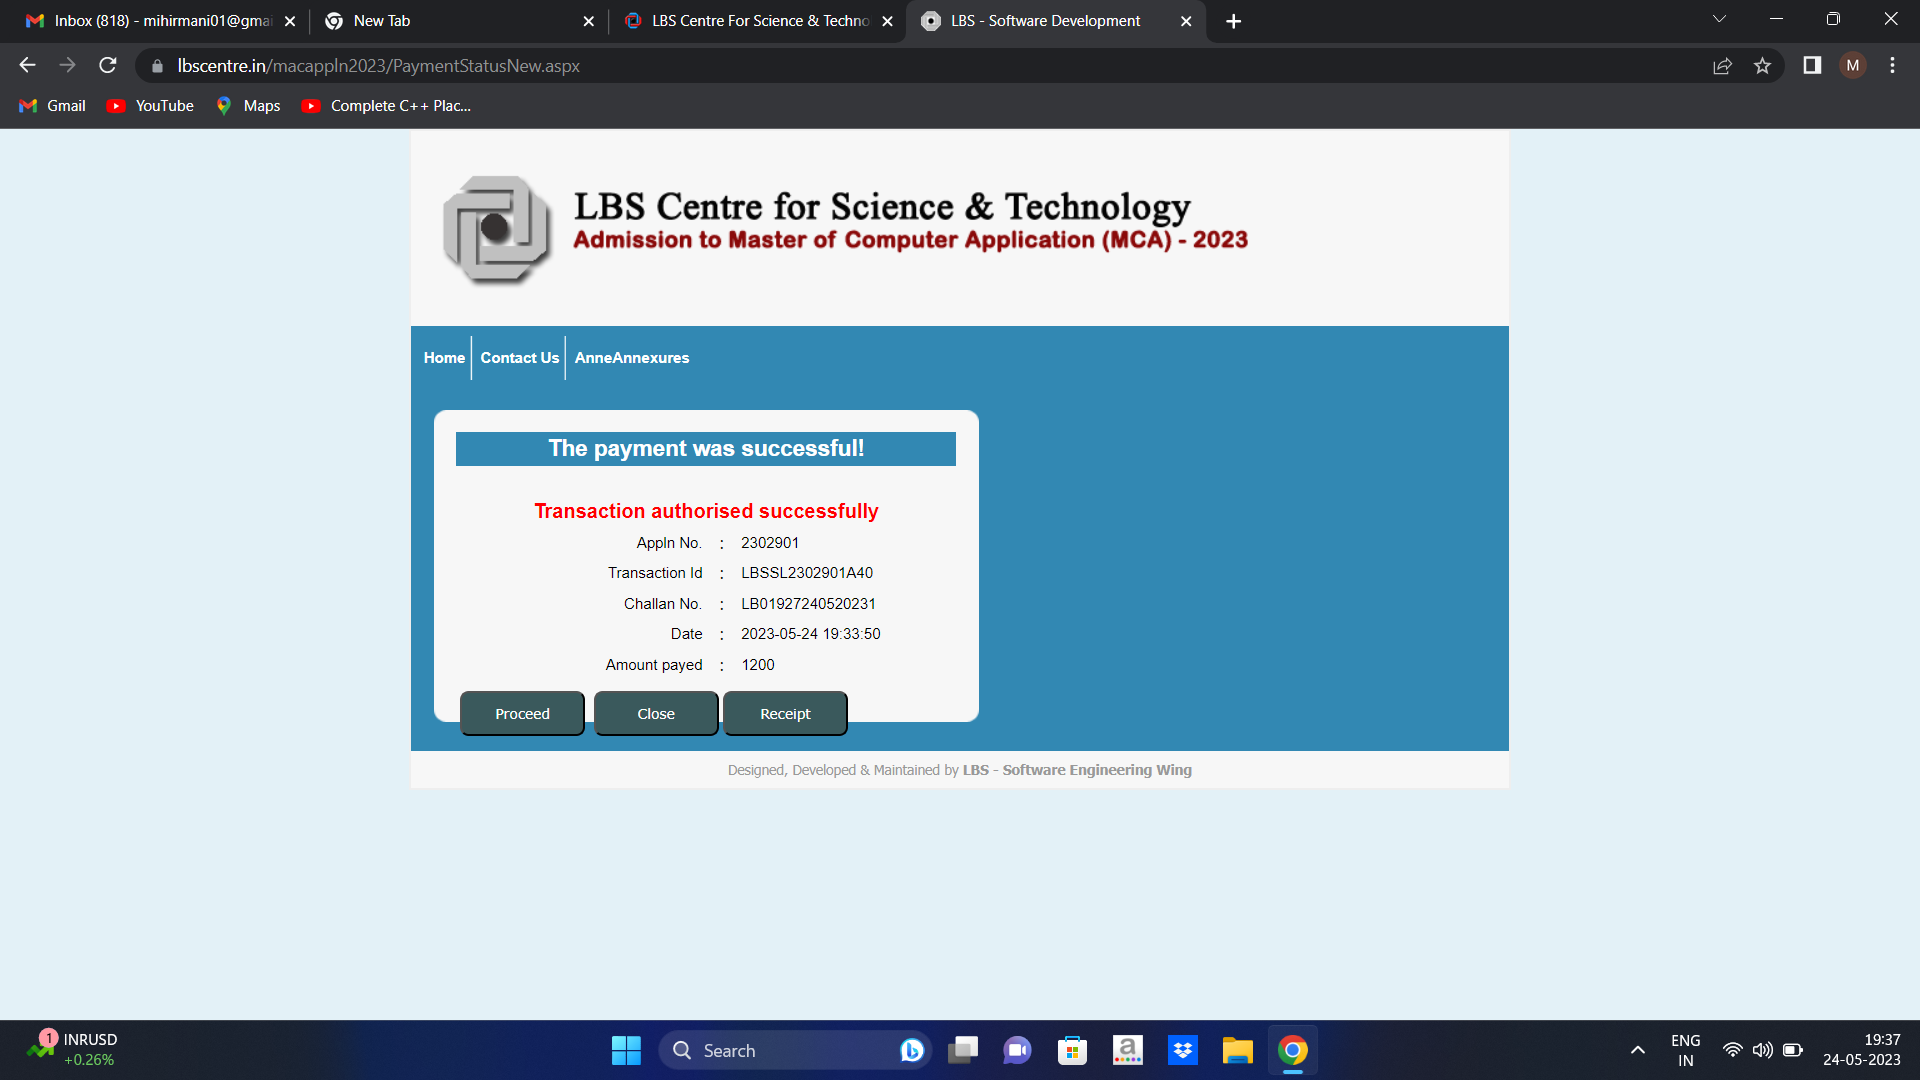 Inbox (818) - mihirmani01@gmai
New Tab
LBS Centre For Science & Techno
LBS - Software Development
lbscentre.in/macappln2023/PaymentStatusNew.aspx
M
Gmail
YouTube
Maps
Complete C++ Plac...
LBS Centre for Science & Technology
Admission to Master of Computer Application (MCA) - 2023
Home
Contact Us
AnneAnnexures
The payment was successful!
Transaction authorised successfully
Appln No. : 2302901
Transaction Id : LBSSL2302901A40
Challan No. : LB01927240520231
Date : 2023-05-24 19:33:50
Amount payed : 1200
Proceed
Close
Receipt
Designed, Developed & Maintained by LBS - Software Engineering Wing
1
INRUSD
+0.26%
Search
a
ENG
IN
19:37
24-05-2023